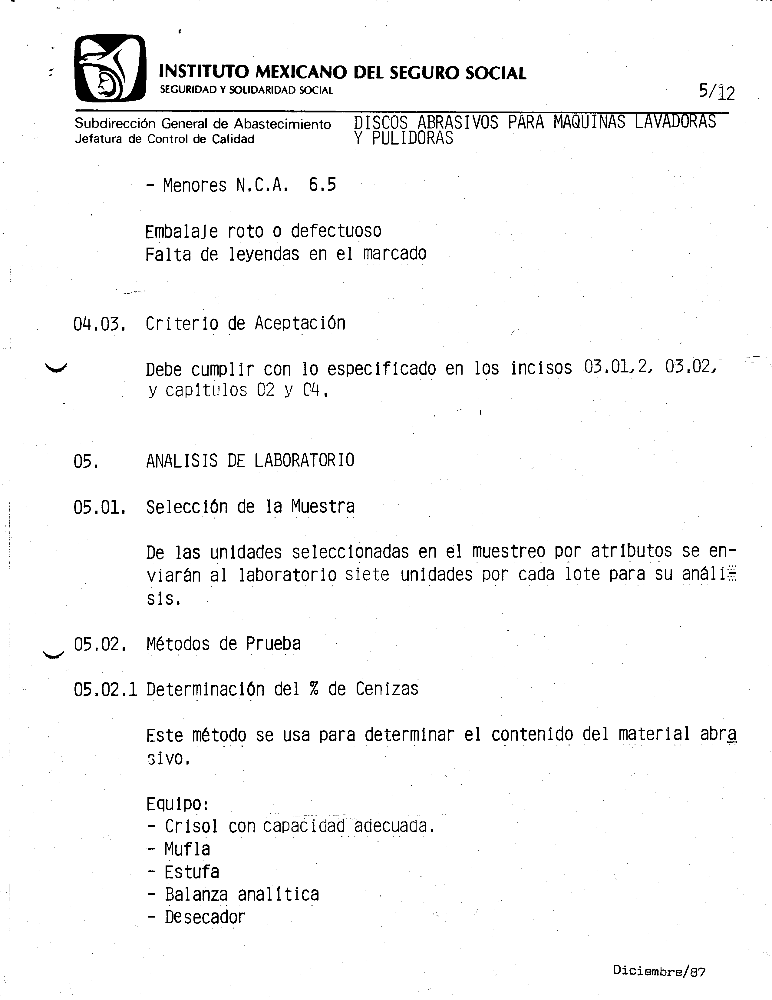 INSTITUTO MEXICANO DEL SEGURO SOCIAL
SEGURIDAD Y SOLIDARIDAD SOCIAL
5/12
Subdirección General de Abastecimiento
Jefatura de Control de Calidad
DISCOS ABRASIVOS PARA MAQUINAS LAVADORAS
Y PULIDORAS
- Menores N.C.A. 6.5
Embalaje roto o defectuoso
Falta de leyendas en el marcado
04.03. Criterio de Aceptación
Debe cumplir con lo especificado en los incisos 03.01,2, 03.02,
y capítulos 02 y 04.
05. ANALISIS DE LABORATORIO
05.01. Selección de la Muestra
De las unidades seleccionadas en el muestreo por atributos se en-
viarán al laboratorio siete unidades por cada lote para su análi-
sis.
05.02. Métodos de Prueba
05.02.1 Determinación del % de Cenizas
Este método se usa para determinar el contenido del material abra
sivo.
Equipo:
- Crisol con capacidad adecuada.
- Mufla
- Estufa
- Balanza analítica
- Desecador
Diciembre/87